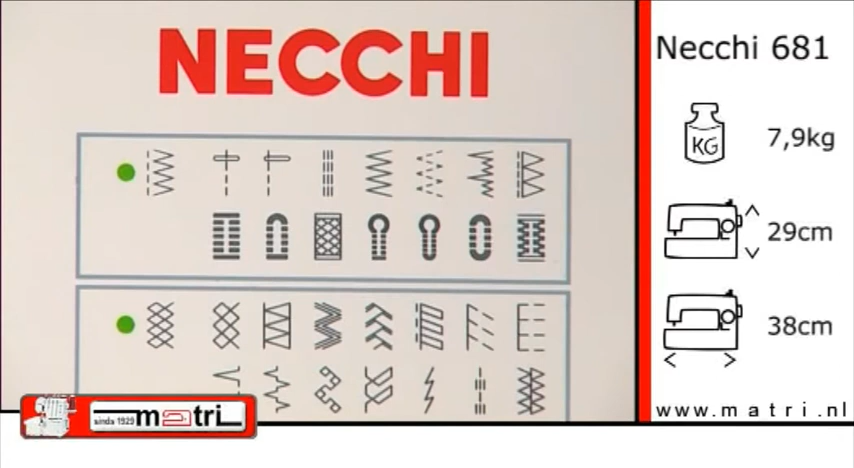 NECCHI
Necchi 681
KG
7,9kg
29cm
38cm
www.matri.nl
sinds 1929 matri